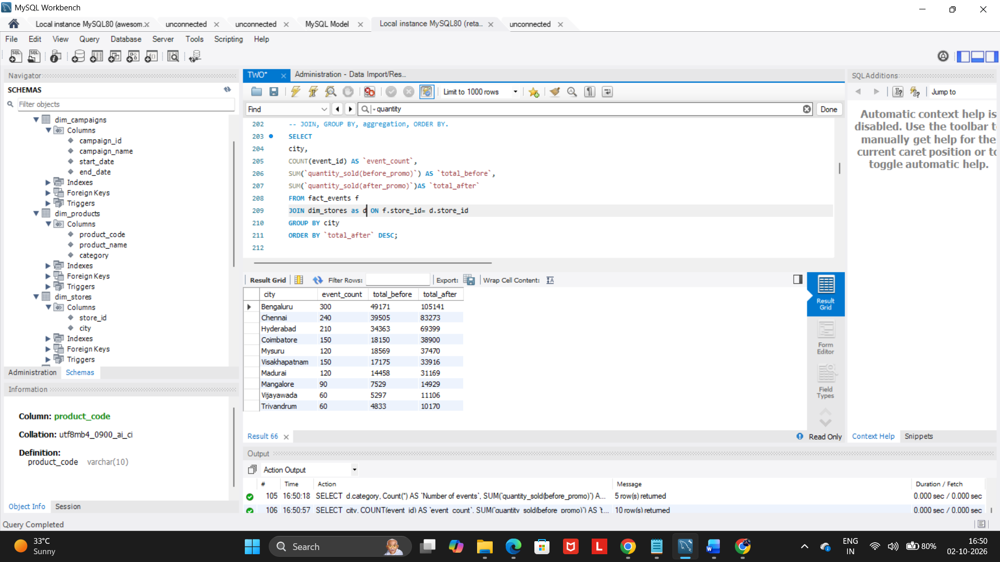 MySQL Workbench
Local instance MySQL80 (awesom...
unconnected
unconnected
MySQL Model
Local instance MySQL80 (reta...
unconnected
File Edit View Query Database Server Tools Scripting Help
Navigator
SCHEMAS
Filter objects
dim_campaigns
Columns
campaign_id
campaign_name
start_date
end_date
Indexes
Foreign Keys
Triggers
dim_products
Columns
product_code
product_name
category
Indexes
Foreign Keys
Triggers
dim_stores
Columns
store_id
city
Indexes
Foreign Keys
Triggers
Administration Schemas
Information
Column: product_code
Collation: utf8mb4_0900_ai_ci
Definition:
product_code varchar(10)
Object Info Session
Query Completed
TWO*
Administration - Data Import/Res...
Limit to 1000 rows
Find
quantity
Done
202 -- JOIN, GROUP BY, aggregation, ORDER BY.
203 SELECT
204 city,
205 COUNT(event_id) AS `event_count`,
206 SUM(`quantity_sold(before_promo)`) AS `total_before`,
207 SUM(`quantity_sold(after_promo)`)AS `total_after`
208 FROM fact_events f
209 JOIN dim_stores as d ON f.store_id= d.store_id
210 GROUP BY city
211 ORDER BY `total_after` DESC;
212
Result Grid Filter Rows: Export: Wrap Cell Content:
city event_count total_before total_after
Bengaluru 300 49171 105141
Chennai 240 39505 83273
Hyderabad 210 34363 69399
Coimbatore 150 18150 38900
Mysuru 120 18569 37470
Visakhapatnam 150 17175 33916
Madurai 120 14458 31169
Mangalore 90 7529 14929
Vijayawada 60 5297 11106
Trivandrum 60 4833 10170
Result
Grid
Form
Editor
Field
Types
Result 66
Read Only
Output
Action Output
# Time Action Message Duration / Fetch
105 16:50:18 SELECT d.category, Count(*) AS `Number of events`, SUM(`quantity_sold(before_promo)`) A... 5 row(s) returned 0.000 sec / 0.000 sec
106 16:50:57 SELECT city, COUNT(event_id) AS `event_count`, SUM(`quantity_sold(before_promo)`) AS `t... 10 row(s) returned 0.000 sec / 0.000 sec
SQLAdditions
Jump to
Automatic context help is
disabled. Use the toolbar t
manually get help for the
current caret position or to
toggle automatic help.
Context Help Snippets
33°C
Sunny
Search
ENG
IN
80%
16:50
02-10-2026